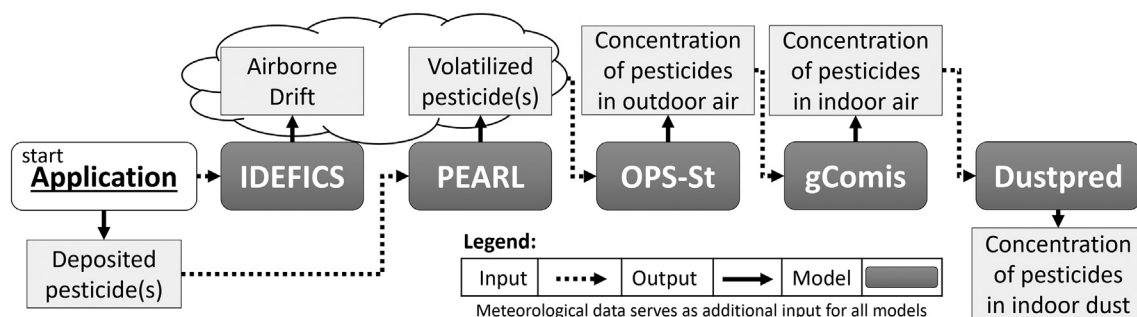 Airborne
Drift
Volatilized
pesticide(s)
Concentration
of pesticides
in outdoor air
Concentration
of pesticides
in indoor air
start
Application
IDEFICS
PEARL
OPS-St
gComis
Dustpred
Deposited
pesticide(s)
Legend:
Input Output Model
Meteorological data serves as additional input for all models
Concentration
of pesticides
in indoor dust